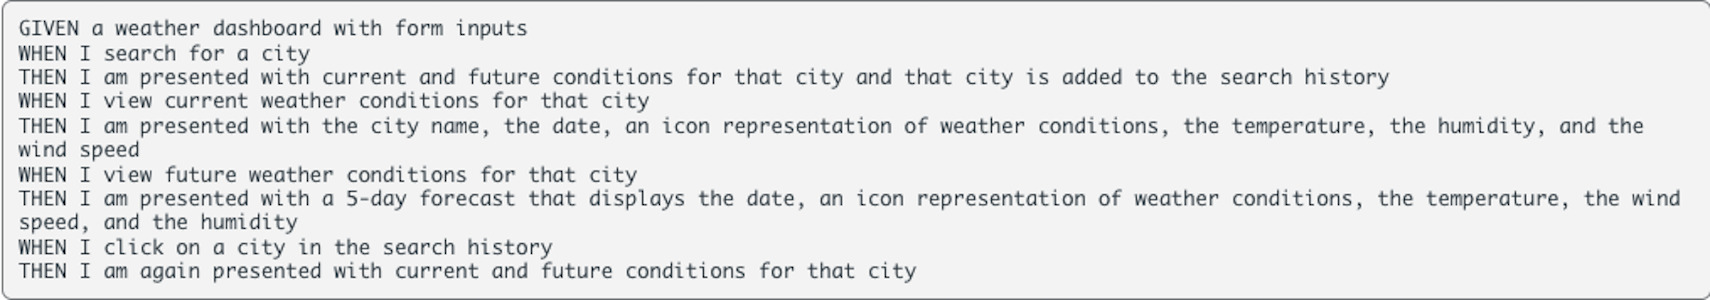 GIVEN a weather dashboard with form inputs
WHEN I search for a city
THEN I am presented with current and future conditions for that city and that city is added to the search history
WHEN I view current weather conditions for that city
THEN I am presented with the city name, the date, an icon representation of weather conditions, the temperature, the humidity, and the
wind speed
WHEN I view future weather conditions for that city
THEN I am presented with a 5-day forecast that displays the date, an icon representation of weather conditions, the temperature, the wind
speed, and the humidity
WHEN I click on a city in the search history
THEN I am again presented with current and future conditions for that city